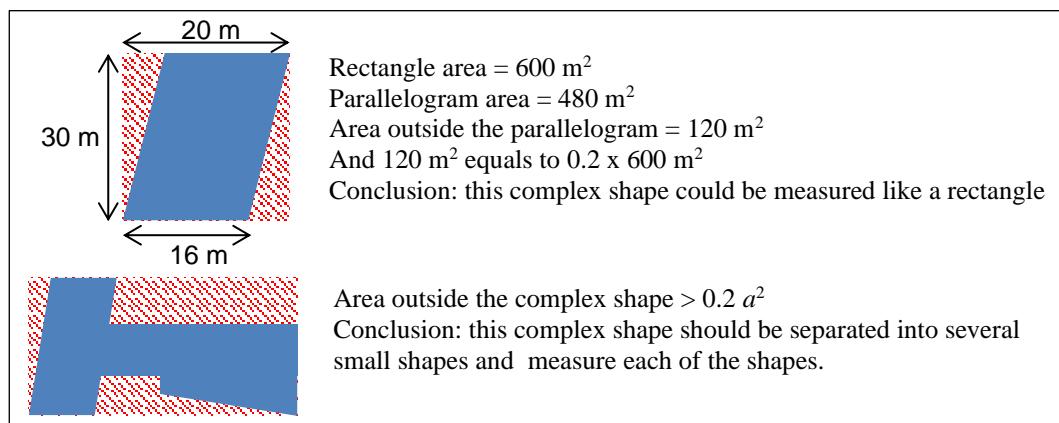 20 m
30 m
16 m
Rectangle area = 600 m²
Parallelogram area = 480 m²
Area outside the parallelogram = 120 m²
And 120 m² equals to 0.2 x 600 m²
Conclusion: this complex shape could be measured like a rectangle
Area outside the complex shape > 0.2 a²
Conclusion: this complex shape should be separated into several
small shapes and measure each of the shapes.